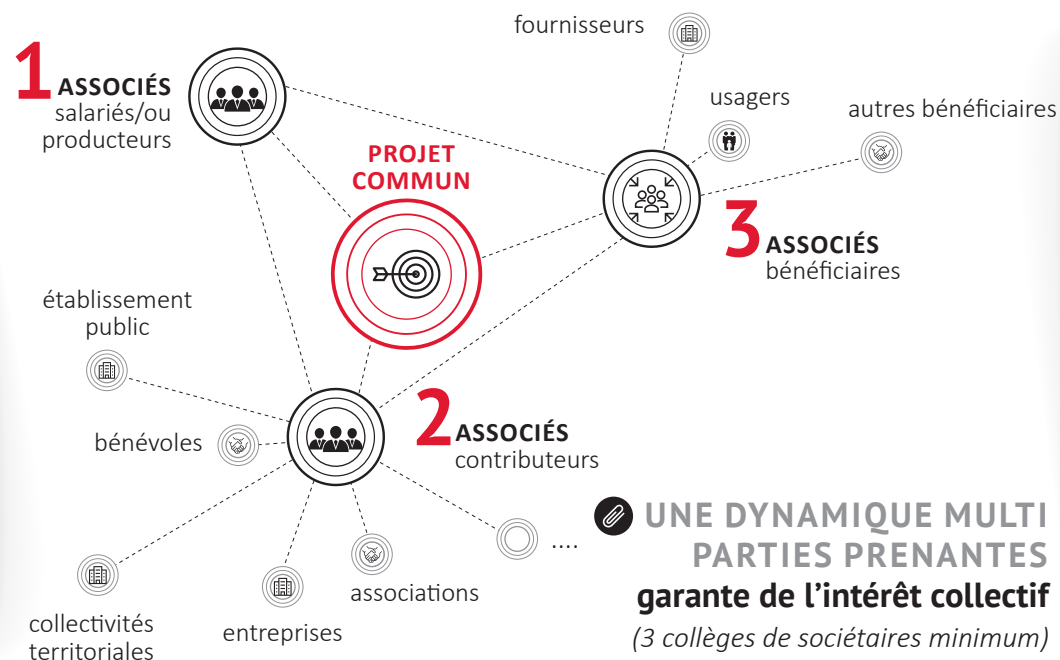 1 ASSOCIÉS
salariés/ou
producteurs
PROJET
COMMUN
fournisseurs
usagers
autres bénéficiaires
3 ASSOCIÉS
bénéficiaires
établissement
public
bénévoles
2 ASSOCIÉS
contributeurs
collectivités
territoriales
entreprises
associations
....
UNE DYNAMIQUE MULTI
PARTIES PRENANTES
garante de l’intérêt collectif
(3 collèges de sociétaires minimum)